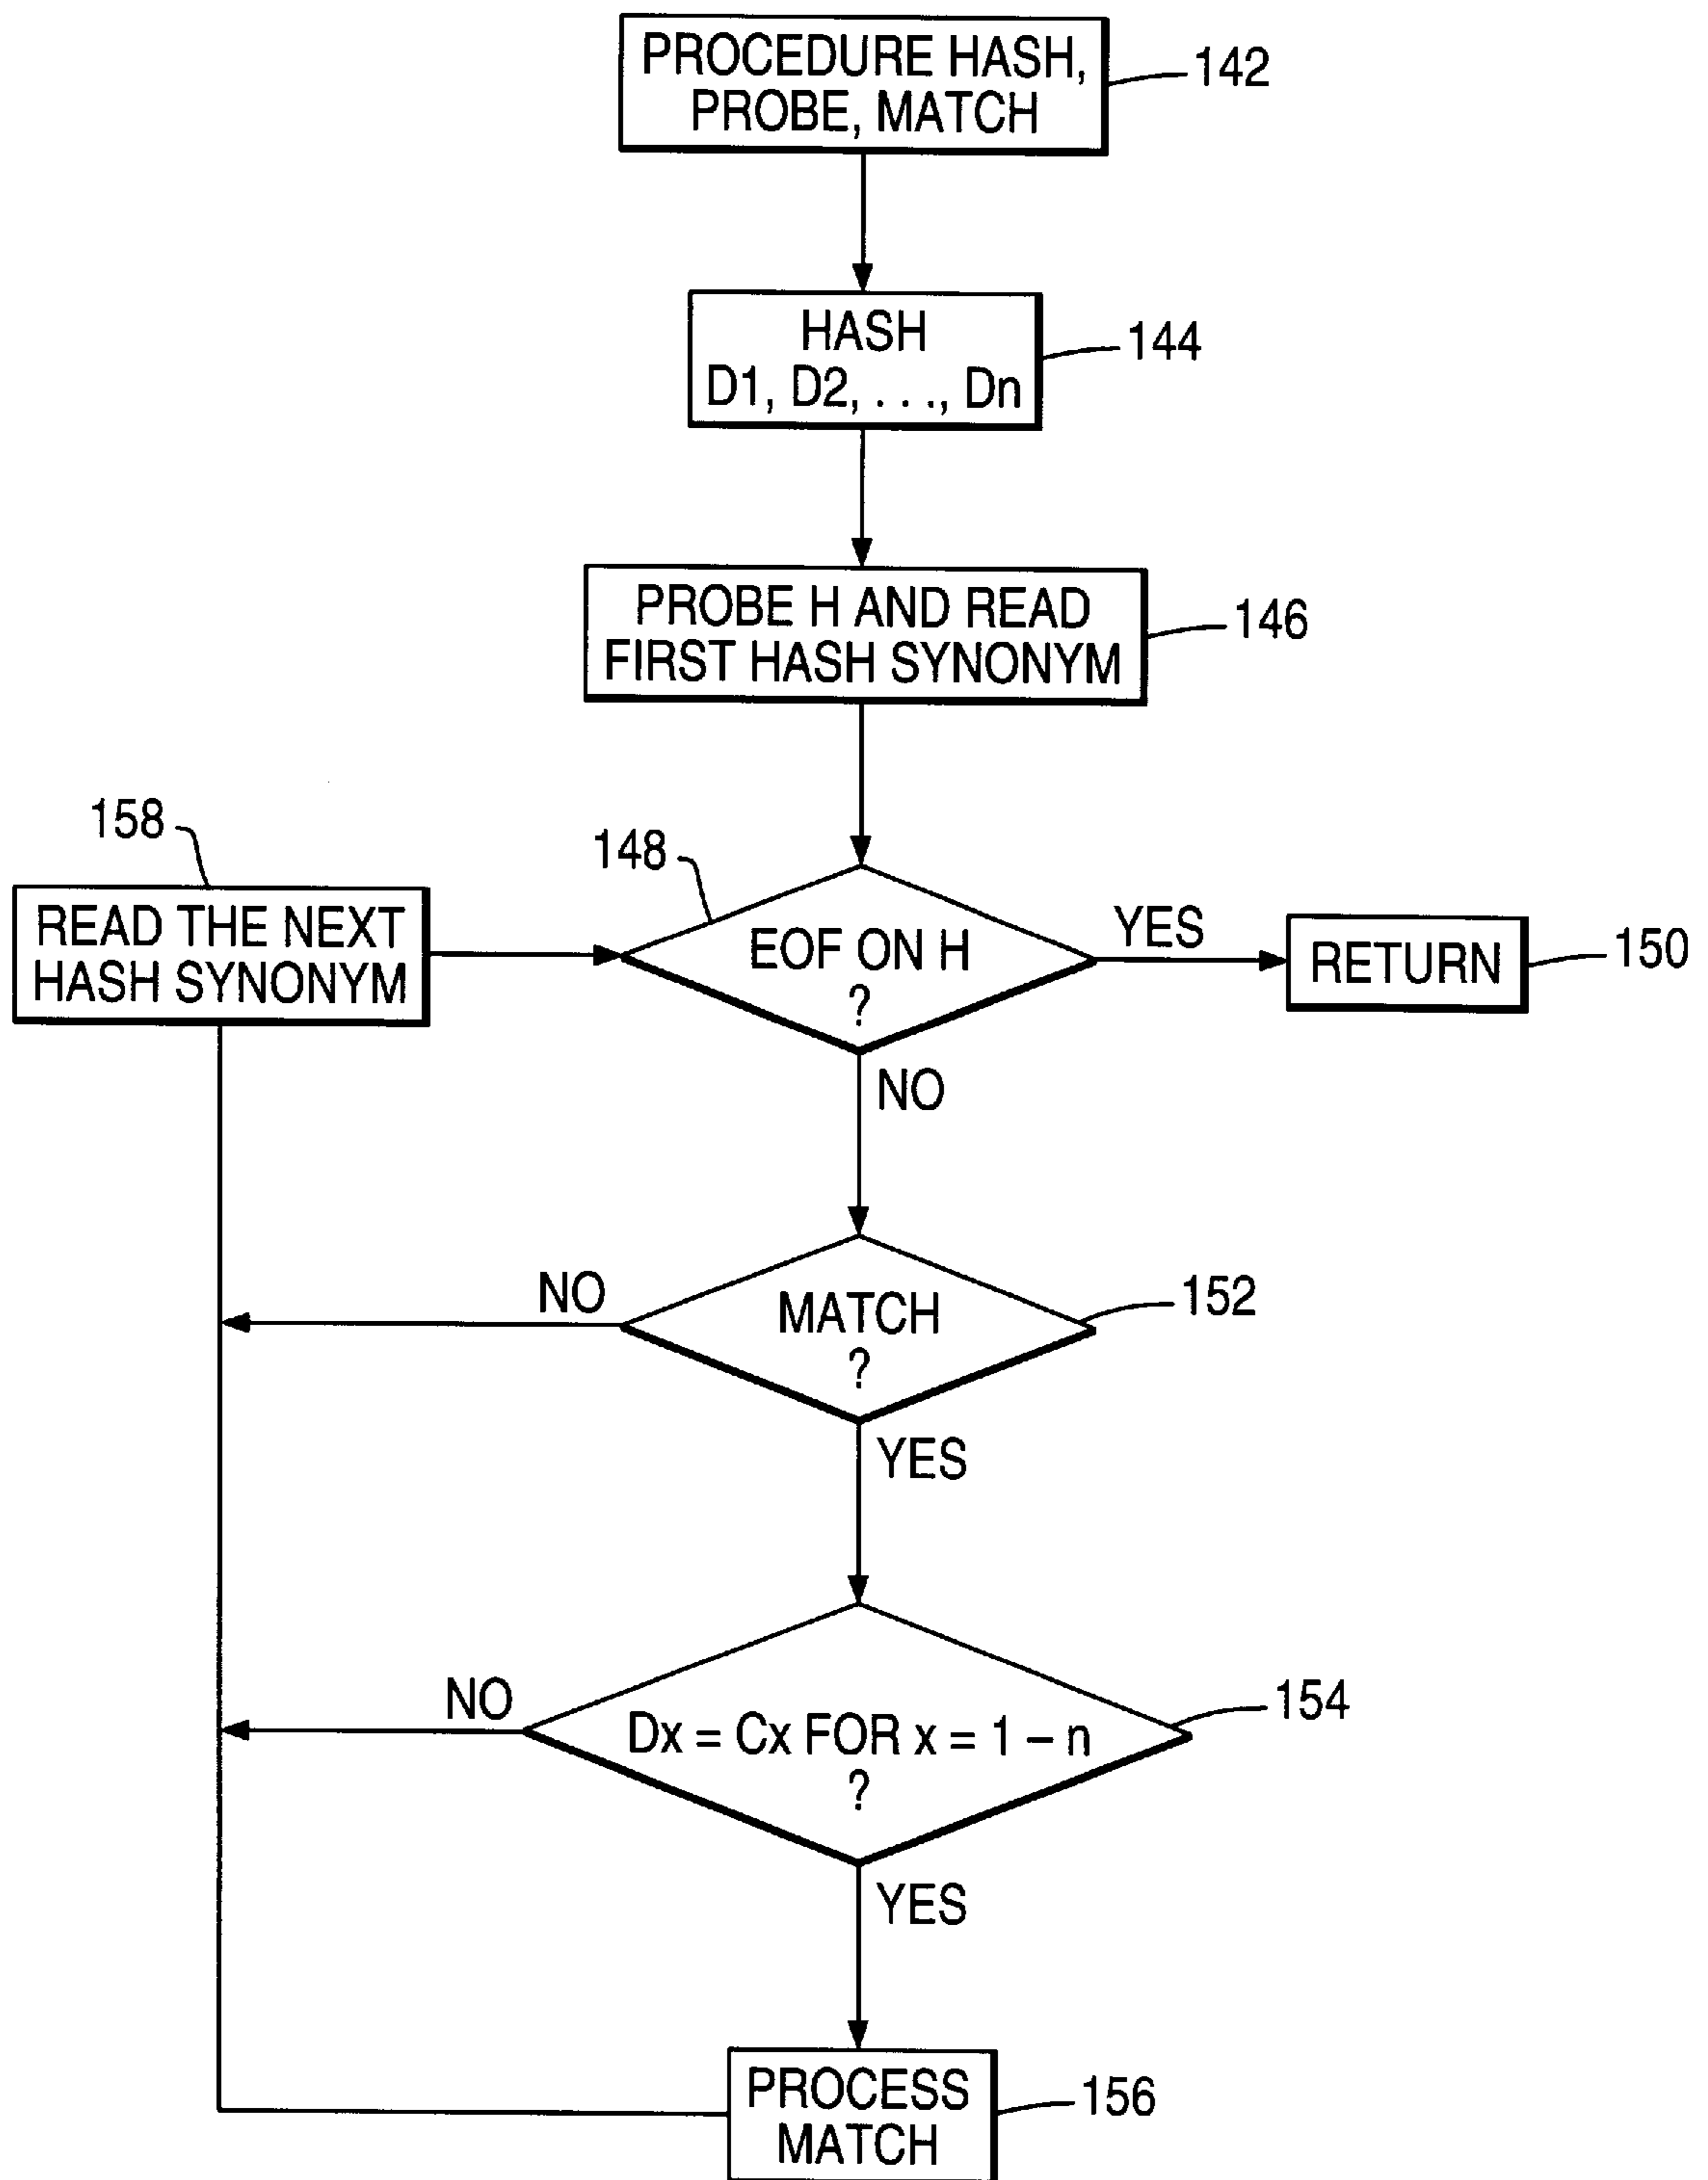 PROCEDURE HASH,
PROBE, MATCH
142
HASH
D1, D2, . . ., Dn
144
PROBE H AND READ
FIRST HASH SYNONYM
146
158
READ THE NEXT
HASH SYNONYM
148
EOF ON H
?
YES
RETURN
150
NO
MATCH
?
152
NO
YES
Dx = Cx FOR x = 1 – n
?
154
NO
YES
PROCESS
MATCH
156